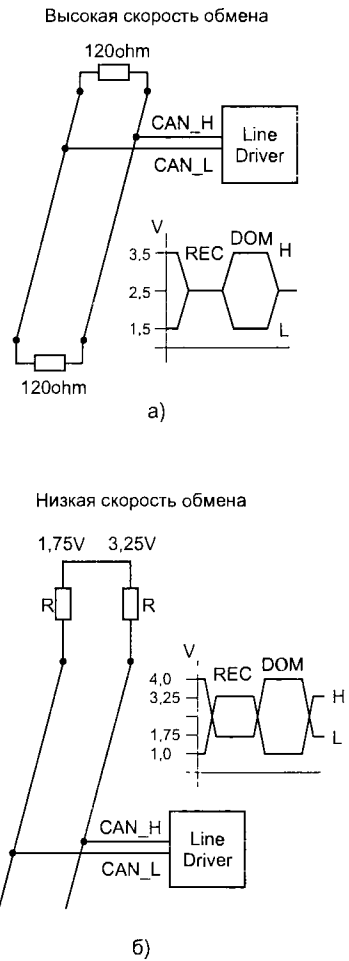 Высокая скорость обмена
120ohm
CAN_H
CAN_L
Line
Driver
V
3,5
2,5
1,5
REC
DOM
H
L
120ohm
а)
Низкая скорость обмена
1,75V 3,25V
R
R
V
4,0
3,25
1,75
1,0
REC
DOM
H
L
CAN_H
CAN_L
Line
Driver
б)